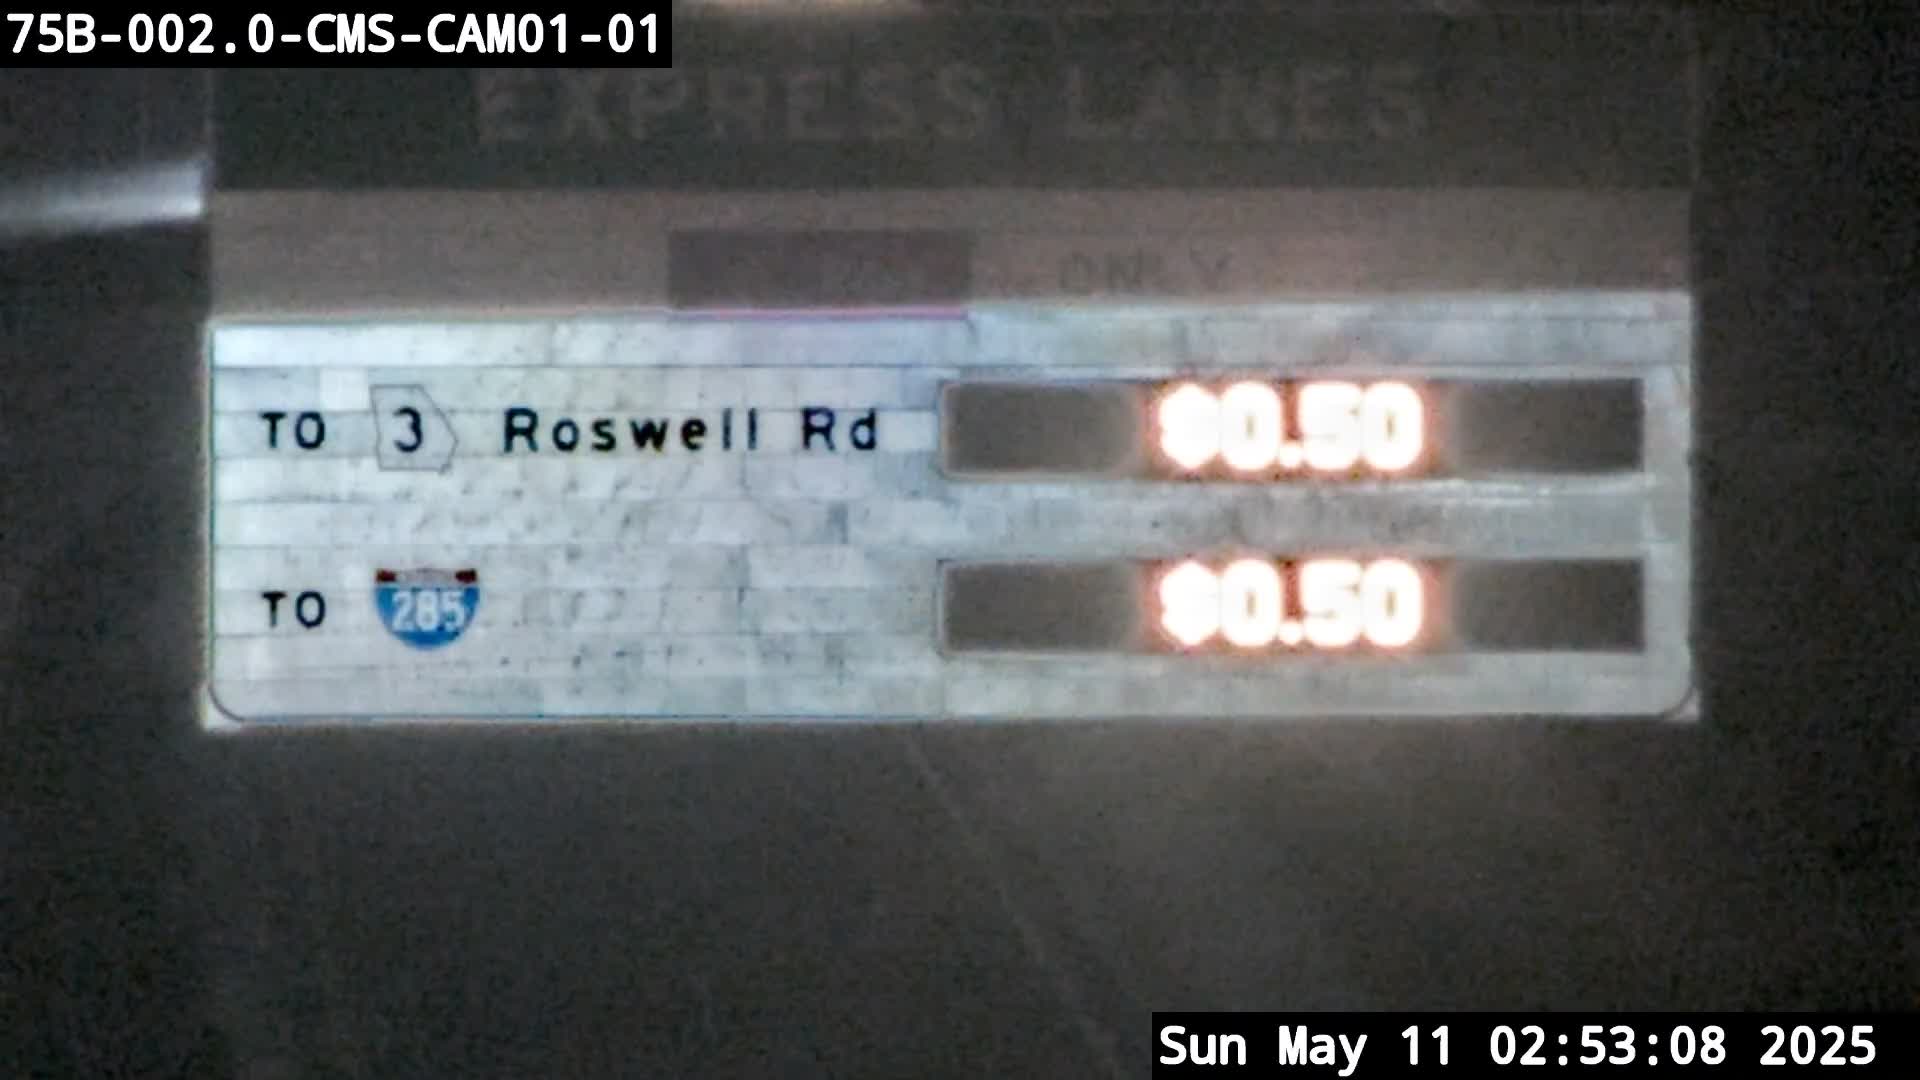 75B-002.0-CMS-CAM01-01
EXPRESS LANES
ONLY
TO 3 Roswell Rd $0.50
TO 285 $0.50
Sun May 11 02:53:08 2025